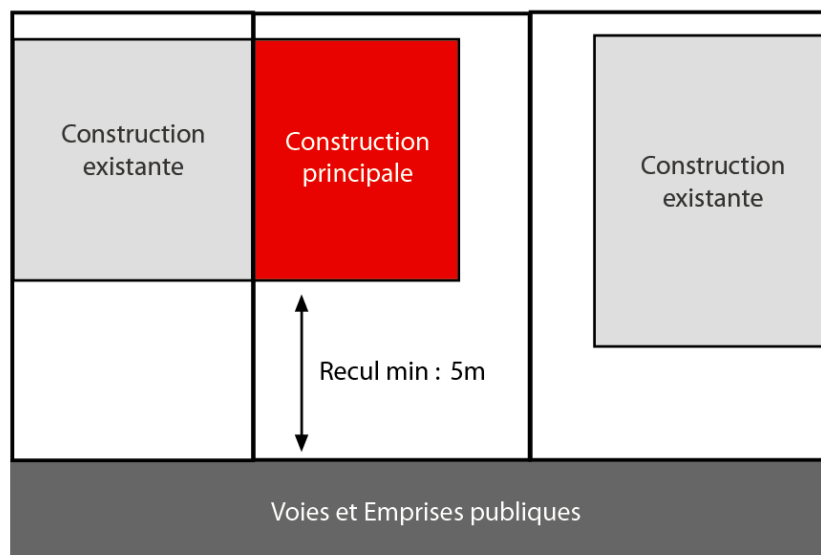 Construction
existante
Construction
principale
Construction
existante
Recul min : 5m
Voies et Emprises publiques